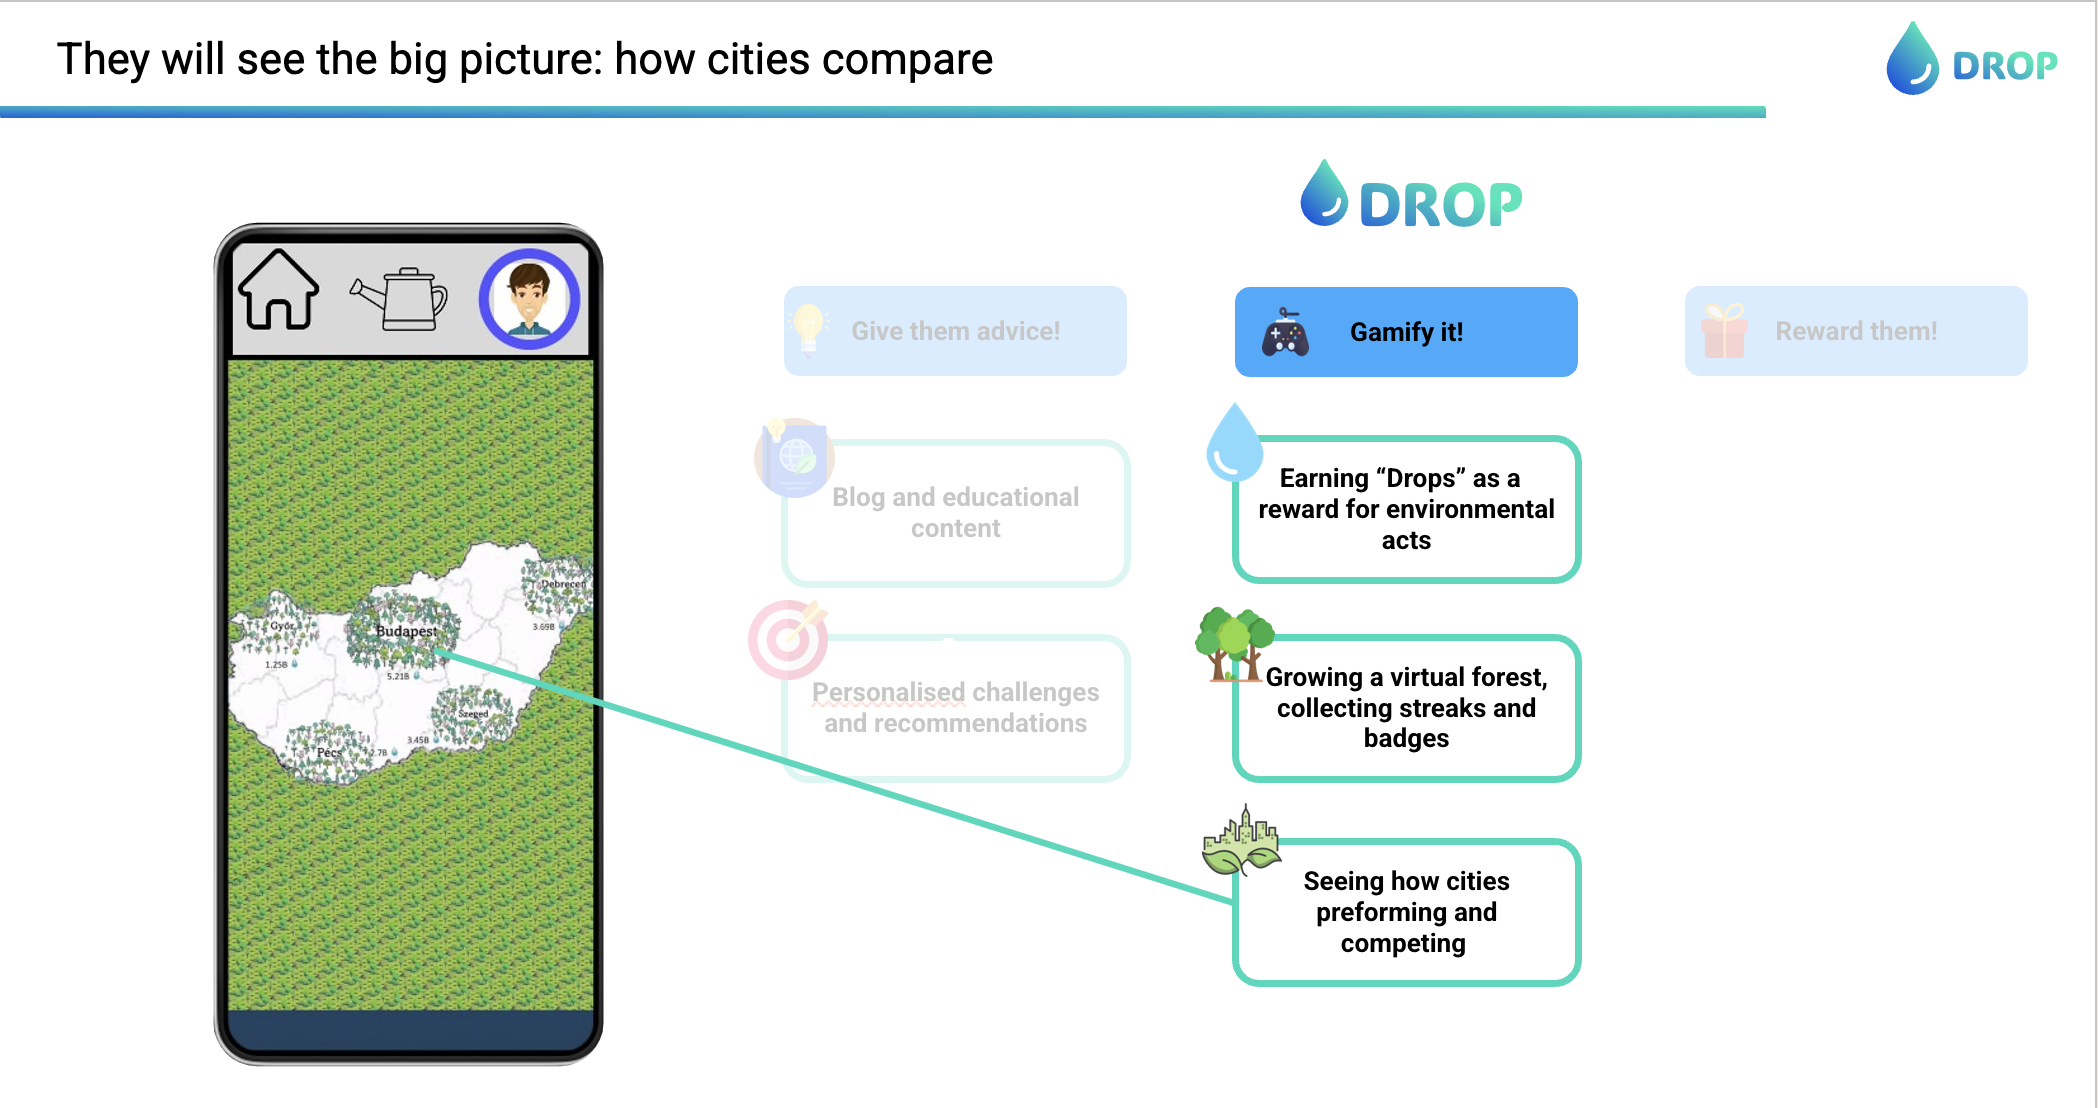 They will see the big picture: how cities compare
DROP
DROP
Give them advice!
Gamify it!
Reward them!
Blog and educational
content
Earning “Drops” as a
reward for environmental
acts
Personalised challenges
and recommendations
Growing a virtual forest,
collecting streaks and
badges
Seeing how cities
preforming and
competing
Debrecen
3.69B
Győr
1.25B
Budapest
5.21B
Szeged
3.45B
Pécs
2.7B